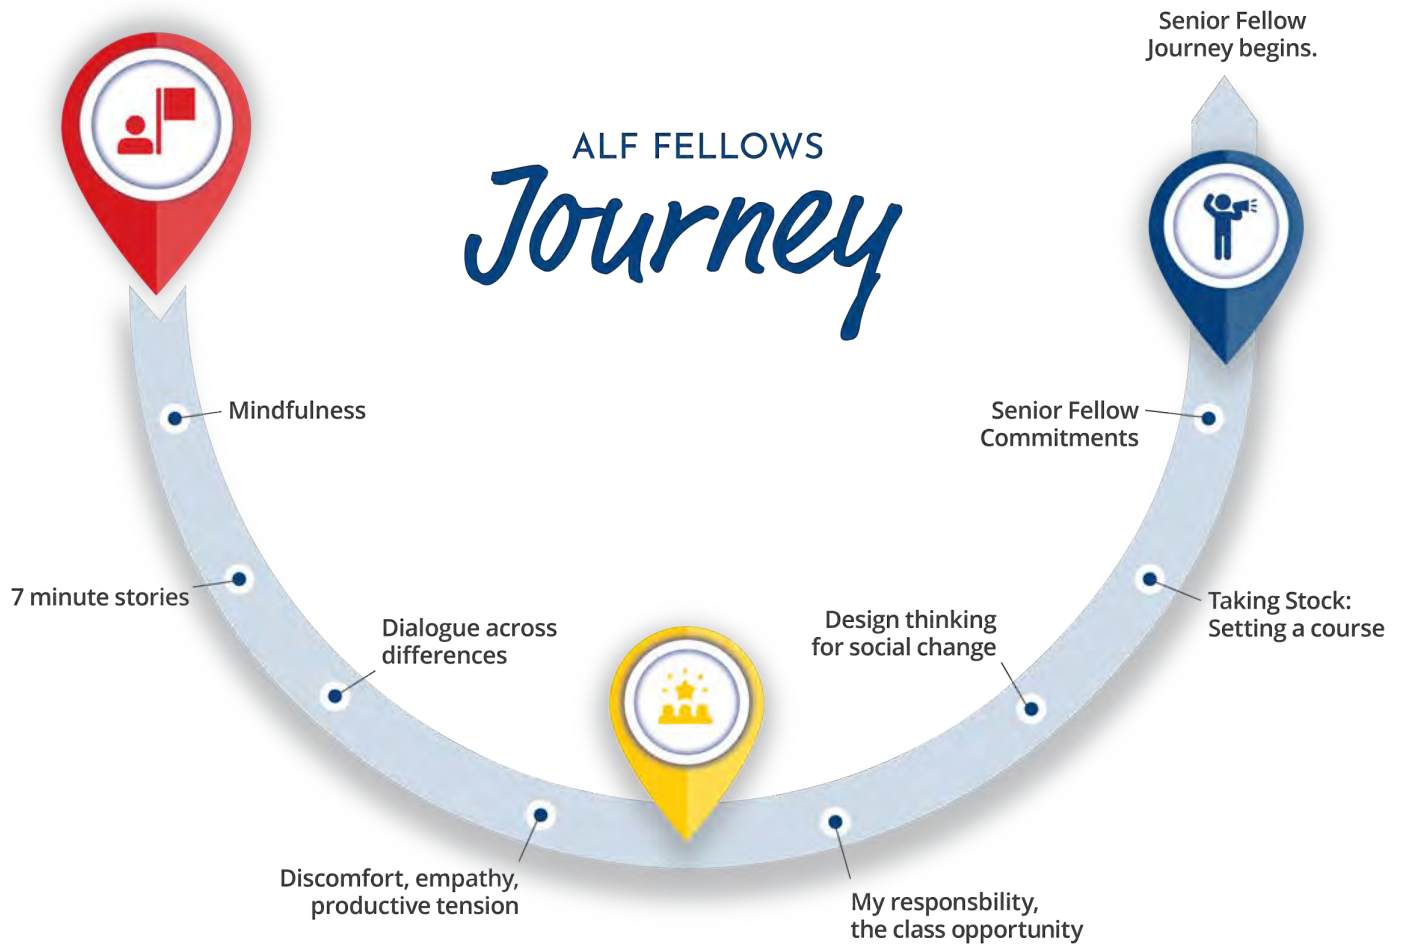 Senior Fellow
Journey begins.
ALF FELLOWS
Journey
Mindfulness
Senior Fellow
Commitments
7 minute stories
Dialogue across
differences
Design thinking
for social change
Taking Stock:
Setting a course
Discomfort, empathy,
productive tension
My responsbility,
the class opportunity